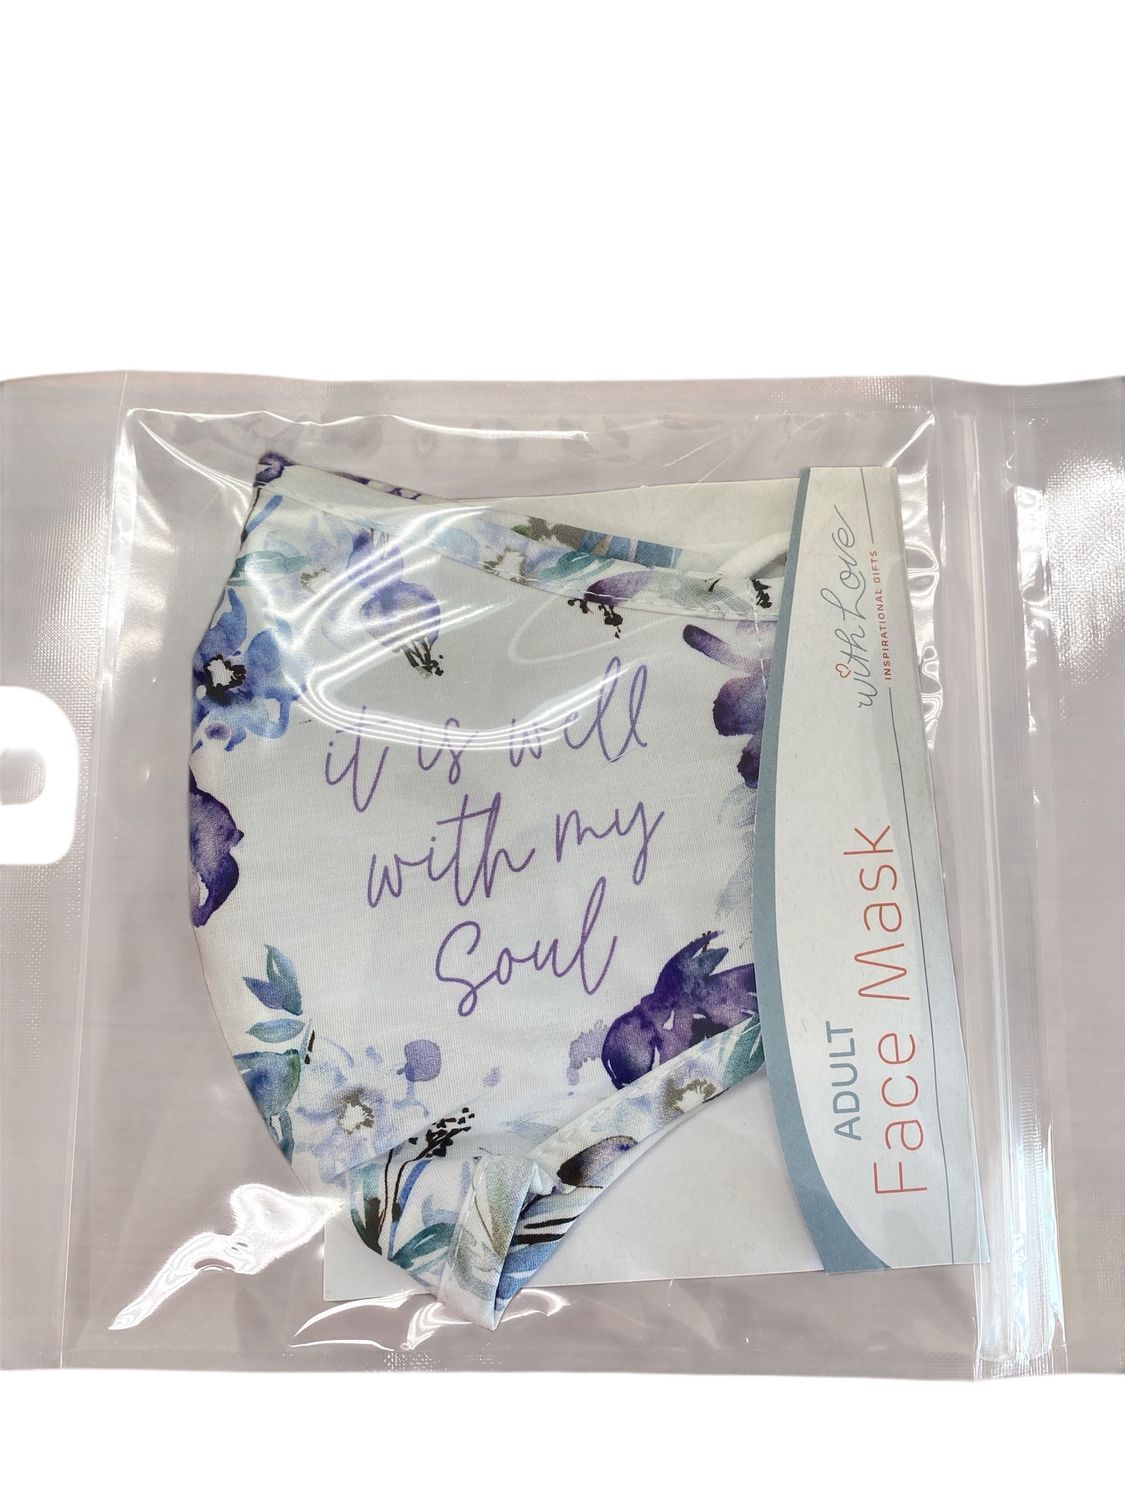 it is well
with my
soul
with Love
INSPIRATIONAL GIFTS
ADULT
Face Mask